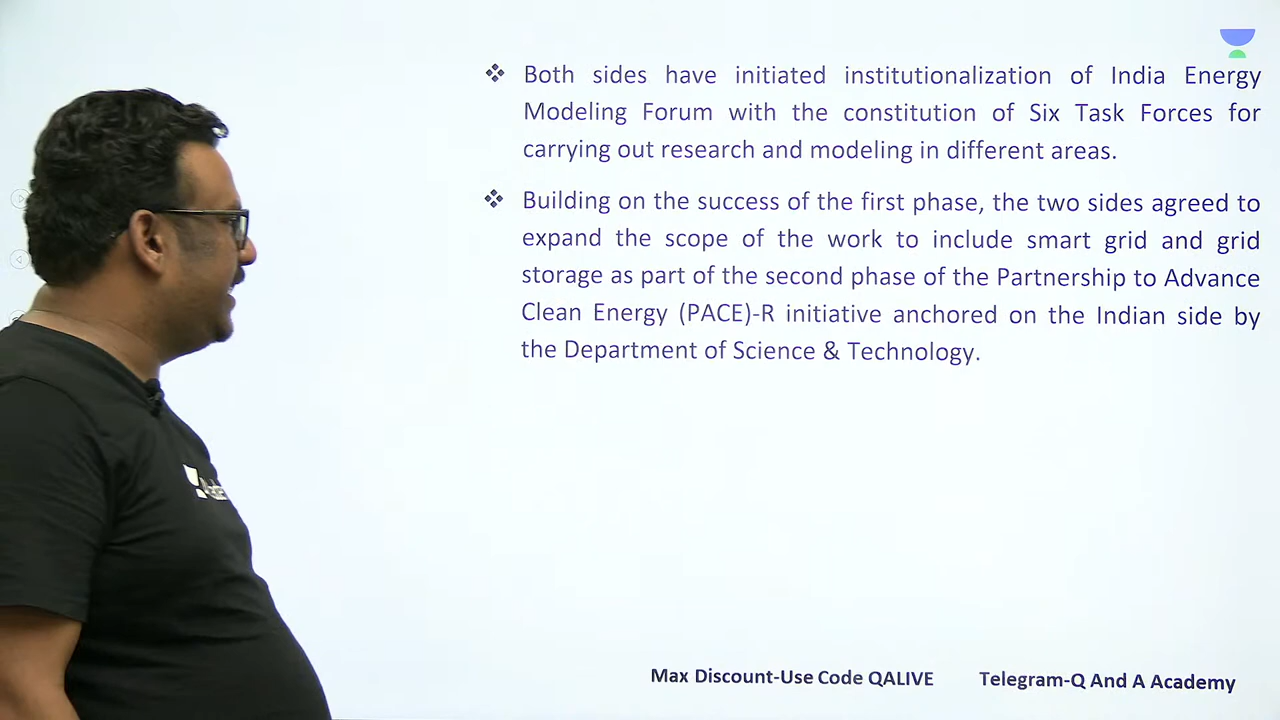 ❖ Both sides have initiated institutionalization of India Energy
Modeling Forum with the constitution of Six Task Forces for
carrying out research and modeling in different areas.
❖ Building on the success of the first phase, the two sides agreed to
expand the scope of the work to include smart grid and grid
storage as part of the second phase of the Partnership to Advance
Clean Energy (PACE)-R initiative anchored on the Indian side by
the Department of Science & Technology.
Max Discount-Use Code QALIVE Telegram-Q And A Academy